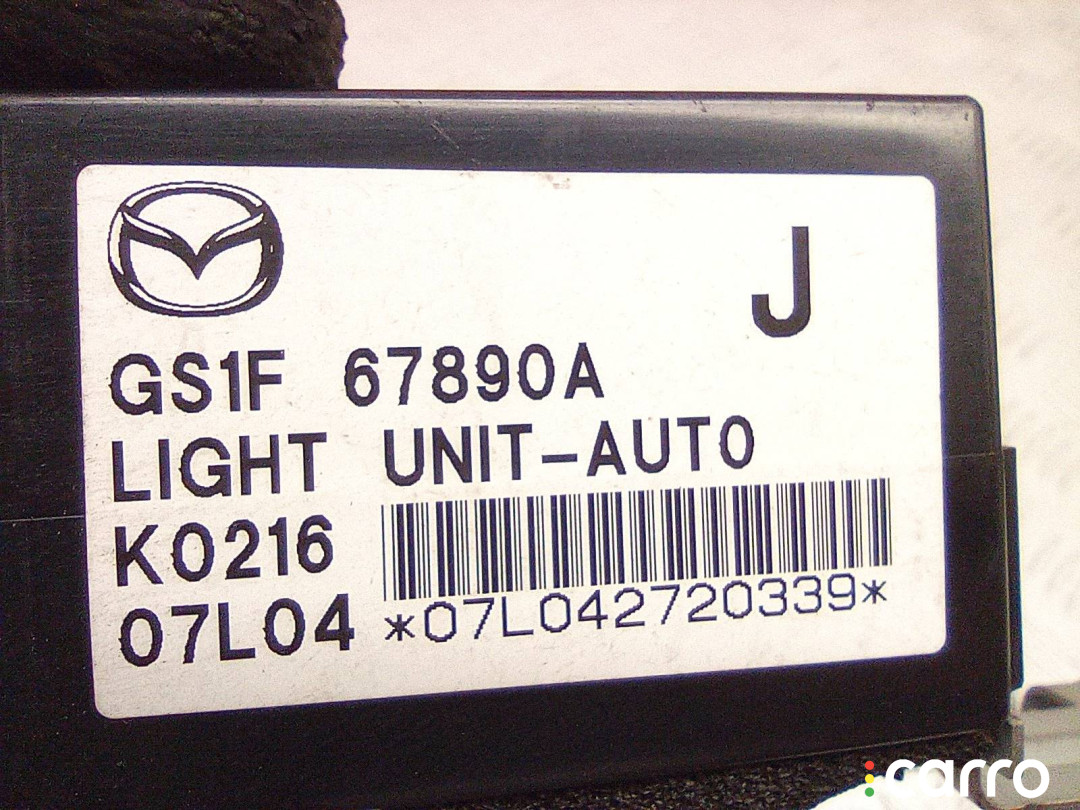 J
GS1F 67890A
LIGHT UNIT-AUTO
K0216
07L04
*07L042720339*
carro